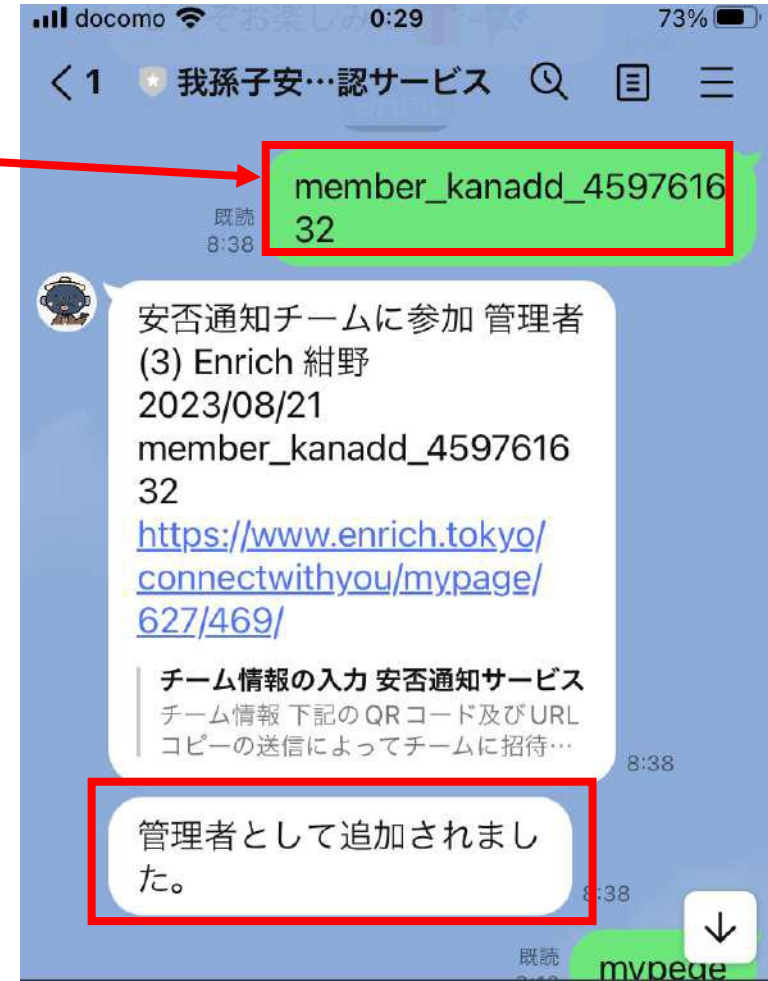 docomo 0:29 73%
1 我孫子安…認サービス
member_kanadd_4597616
32
既読
8:38
安否通知チームに参加 管理者
(3) Enrich 紺野
2023/08/21
member_kanadd_4597616
32
https://www.enrich.tokyo/
connectwithyou/mypage/
627/469/
チーム情報の入力 安否通知サービス
チーム情報 下記のQRコード及びURL
コピーの送信によってチームに招待…
8:38
管理者として追加されまし
た。
8:38
既読
mypege